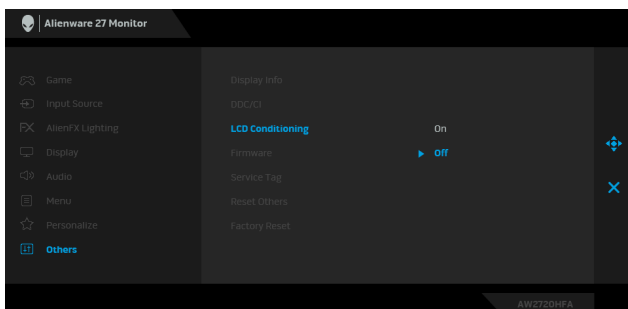 Alienware 27 Monitor
Game
Display Info
Input Source
DDC/CI
AlienFX Lighting
LCD Conditioning
On
Display
Firmware
Off
Audio
Service Tag
Menu
Reset Others
Personalize
Factory Reset
Others
AW2720HFA